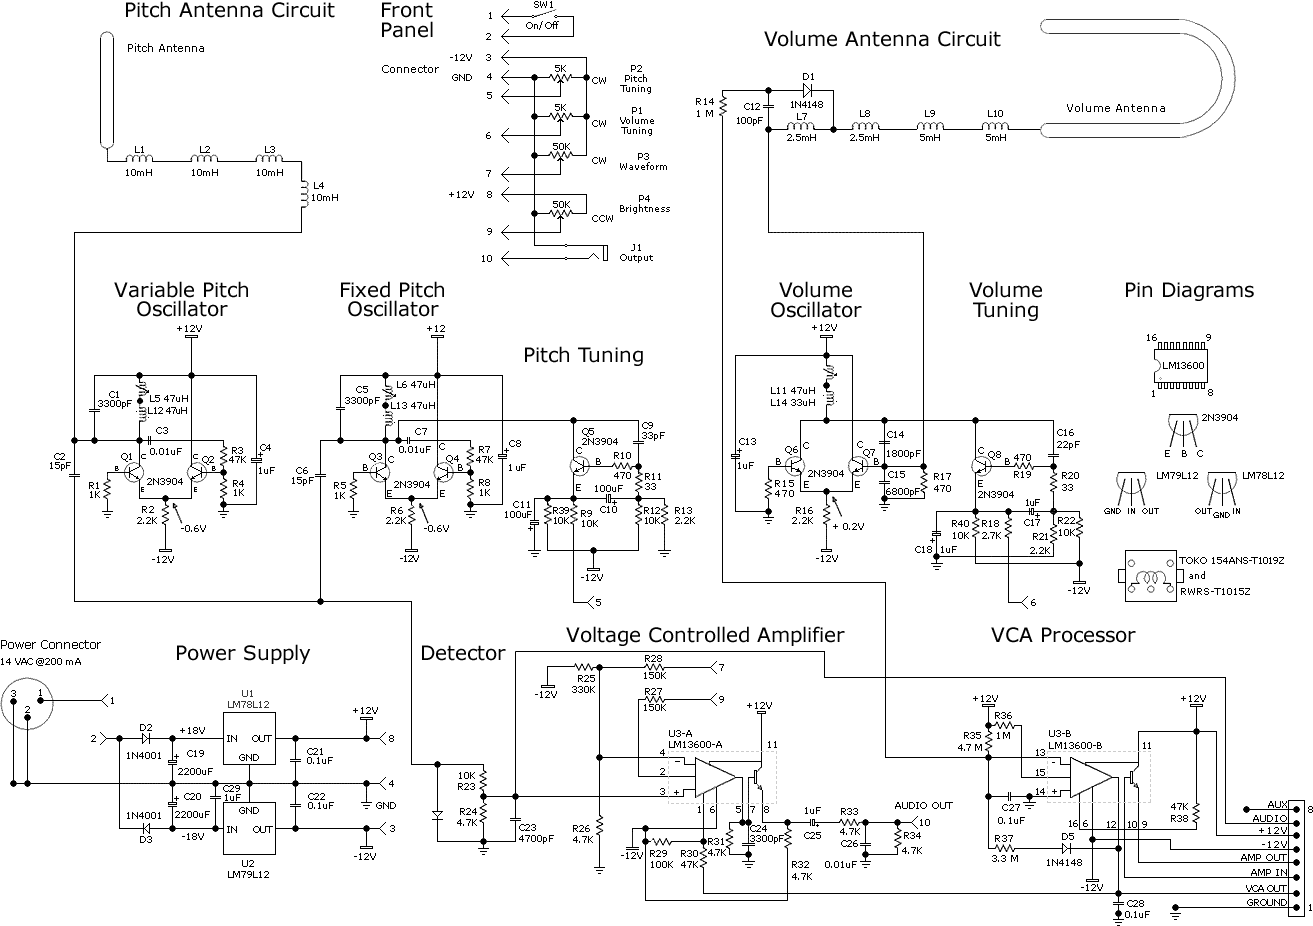 Pitch Antenna Circuit
Pitch Antenna
L1
10mH
L2
10mH
L3
10mH
L4
10mH
Front
Panel
Connector
1
SW1
On/Off
2
-12V 3
GND 4
5
5K
CW
P2
Pitch
Tuning
6
5K
CW
P1
Volume
Tuning
7
50K
CW
P3
Waveform
+12V 8
9
50K
CCW
P4
Brightness
10
J1
Output
Volume Antenna Circuit
R14
1 M
C12
100pF
D1
1N4148
L7
2.5mH
L8
2.5mH
L9
5mH
L10
5mH
Volume Antenna
Variable Pitch
Oscillator
+12V
C1
3300pF
L5 47uH
L12 47uH
C3
0.01uF
C2
15pF
Q1
B
C
E
2N3904
C
Q2
B
E
R1
1K
R2
2.2K
R3
47K
R4
1K
C4
1uF
-0.6V
-12V
Fixed Pitch
Oscillator
+12
C5
3300pF
L6 47uH
L13 47uH
C7
0.01uF
C6
15pF
Q3
B
C
E
2N3904
C
Q4
B
E
R5
1K
R6
2.2K
R7
47K
R8
1K
C8
1 uF
-0.6V
-12V
Pitch Tuning
Q5
2N3904
C
B
E
R10
470
C9
33pF
R11
33
100uF
C10
C11
100uF
R39
10K
R9
10K
R12
10K
R13
2.2K
-12V
5
Volume
Oscillator
+12V
L11 47uH
L14 33uH
C13
1uF
Q6
B
C
E
2N3904
C
Q7
B
E
C14
1800pF
C15
6800pF
R17
470
R15
470
R16
2.2K
+ 0.2V
-12V
Volume
Tuning
C
Q8
B
E
2N3904
470
R19
C16
22pF
R20
33
1uF
C17
C18
1uF
R40
10K
R18
2.7K
R21
2.2K
R22
10K
-12V
6
Pin Diagrams
16
9
LM13600
1
8
2N3904
E B C
LM79L12
GND IN OUT
LM78L12
OUT GND IN
TOKO 154ANS-T1019Z
and
RWRS-T1015Z
Power Connector
14 VAC @200 mA
3
1
2
1
Power Supply
2
D2
1N4001
+18V
U1
LM78L12
IN OUT
GND
+12V
8
C19
2200uF
C21
0.1uF
4
GND
C20
2200uF
C29
1uF
C22
0.1uF
1N4001
D3
-18V
GND
IN OUT
U2
LM79L12
3
-12V
Detector
10K
R23
R24
4.7K
C23
4700pF
Voltage Controlled Amplifier
-12V
R25
330K
R28
150K
7
R27
150K
9
+12V
U3-A
LM13600-A
11
4
2
3
-
+
1 6 5 7 8
R26
4.7K
-12V
R29
100K
R30
47K
R31
4.7K
C24
3300pF
R32
4.7K
1uF
C25
R33
4.7K
C26
0.01uF
AUDIO OUT
10
R34
4.7K
VCA Processor
+12V
R36
1M
R35
4.7 M
U3-B
LM13600-B
+12V
11
13
15
14
-
+
16 6 12 10 9
C27
0.1uF
R37
3.3 M
D5
1N4148
-12V
47K
R38
C28
0.1uF
AUX
8
AUDIO
+12V
-12V
AMP OUT
AMP IN
VCA OUT
GROUND
1